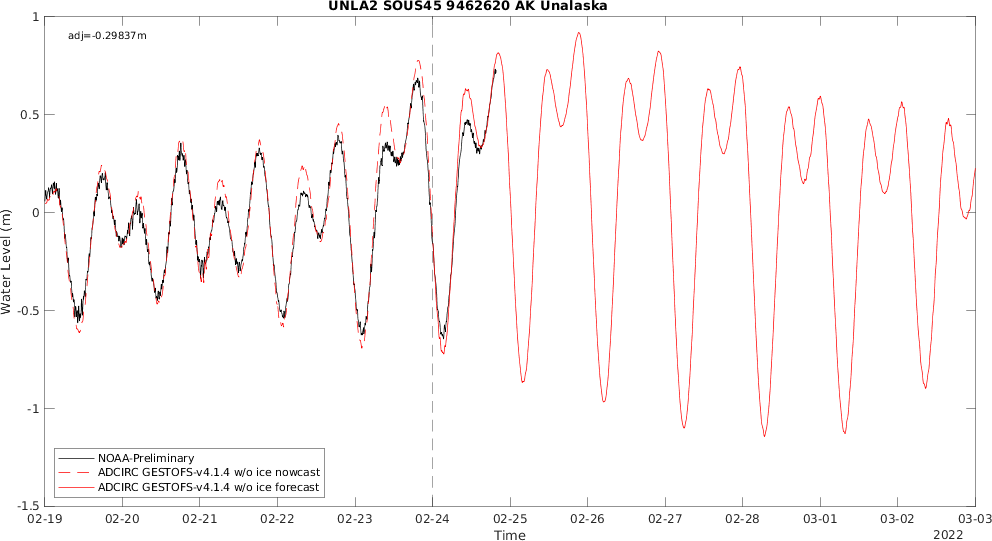 UNLA2 SOUS45 9462620 AK Unalaska
adj=-0.29837m
1
0.5
0
-0.5
-1
-1.5
Water Level (m)
NOAA-Preliminary
ADCIRC GESTOFS-v4.1.4 w/o ice nowcast
ADCIRC GESTOFS-v4.1.4 w/o ice forecast
02-19 02-20 02-21 02-22 02-23 02-24 02-25 02-26 02-27 02-28 03-01 03-02 03-03
Time
2022